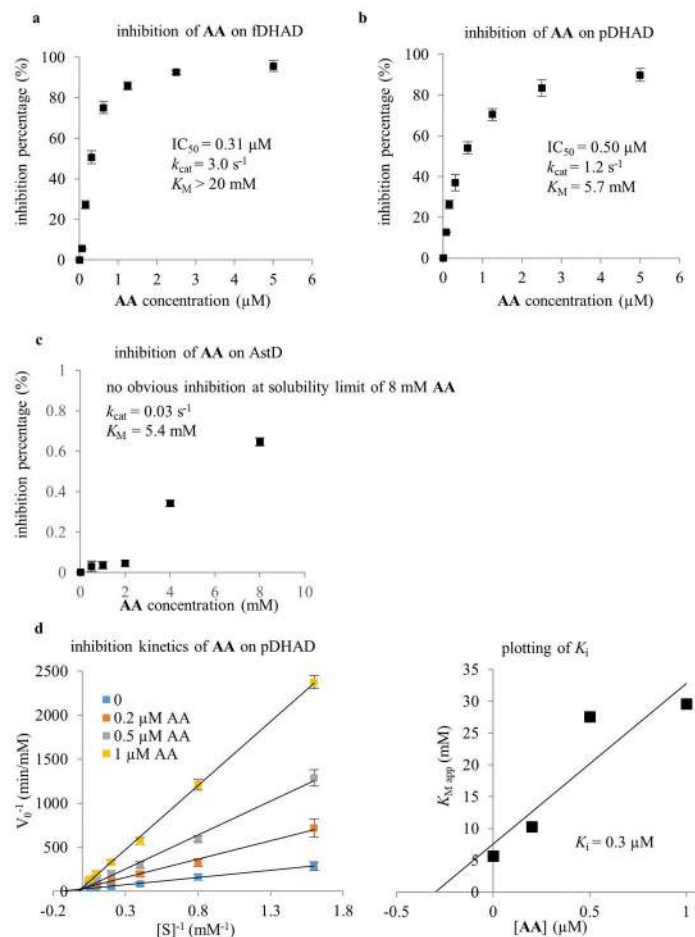 a
inhibition of AA on fDHAD
inhibition percentage (%)
100
80
60
40
20
0
IC50 = 0.31 µM
kcat = 3.0 s-1
KM > 20 mM
0 1 2 3 4 5 6
AA concentration (µM)
b
inhibition of AA on pDHAD
inhibition percentage (%)
100
80
60
40
20
0
IC50 = 0.50 µM
kcat = 1.2 s-1
KM = 5.7 mM
0 1 2 3 4 5 6
AA concentration (µM)
c
inhibition of AA on AstD
inhibition percentage (%)
1
0.8
0.6
0.4
0.2
0
no obvious inhibition at solubility limit of 8 mM AA
kcat = 0.03 s-1
KM = 5.4 mM
0 2 4 6 8 10
AA concentration (mM)
d
inhibition kinetics of AA on pDHAD
V0-1 (min/mM)
2500
2000
1500
1000
500
0
0
0.2 µM AA
0.5 µM AA
1 µM AA
-0.2 0.3 0.8 1.3 1.8
[S]-1 (mM-1)
plotting of Ki
KM app (mM)
35
30
25
20
15
10
5
0
Ki = 0.3 µM
-0.5 0 0.5 1
[AA] (µM)